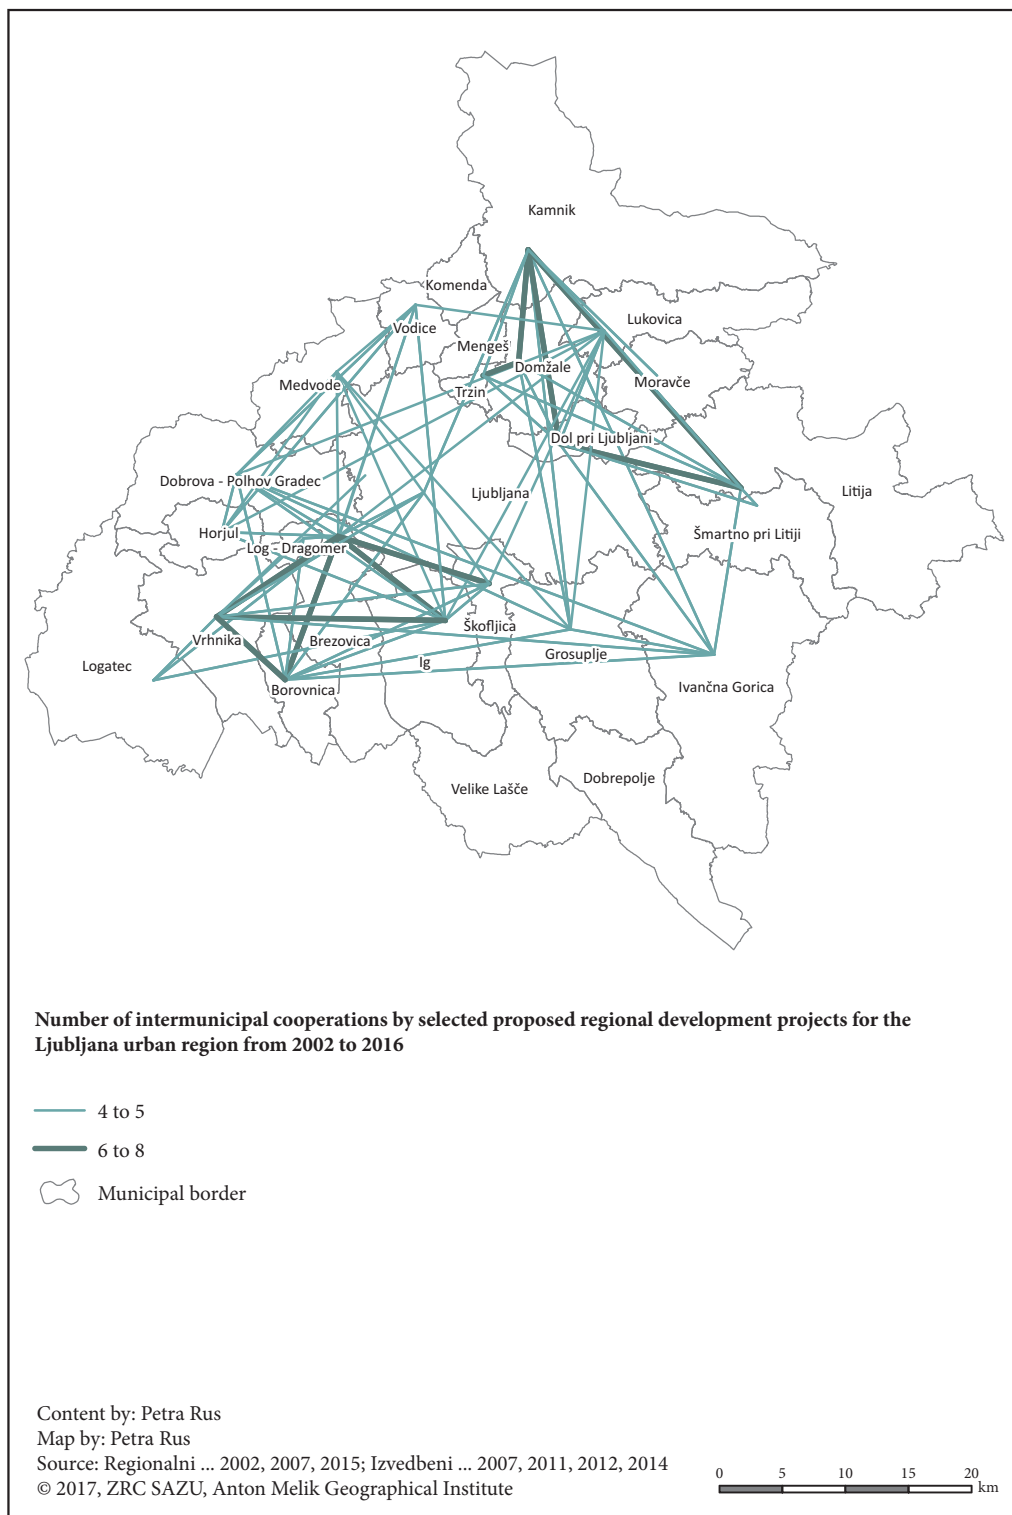 Kamnik
Komenda
Lukovica
Vodice
Mengeš
Domžale
Moravče
Medvode
Trzin
Dol pri Ljubljani
Dobrova - Polhov Gradec
Ljubljana
Litija
Horjul
Šmartno pri Litiji
Log - Dragomer
Škofljica
Vrhnika
Brezovica
Grosuplje
Ig
Logatec
Ivančna Gorica
Borovnica
Dobrepolje
Velike Lašče
Number of intermunicipal cooperations by selected proposed regional development projects for the
Ljubljana urban region from 2002 to 2016
4 to 5
6 to 8
Municipal border
Content by: Petra Rus
Map by: Petra Rus
Source: Regionalni ... 2002, 2007, 2015; Izvedbeni ... 2007, 2011, 2012, 2014
© 2017, ZRC SAZU, Anton Melik Geographical Institute
0 5 10 15 20
km